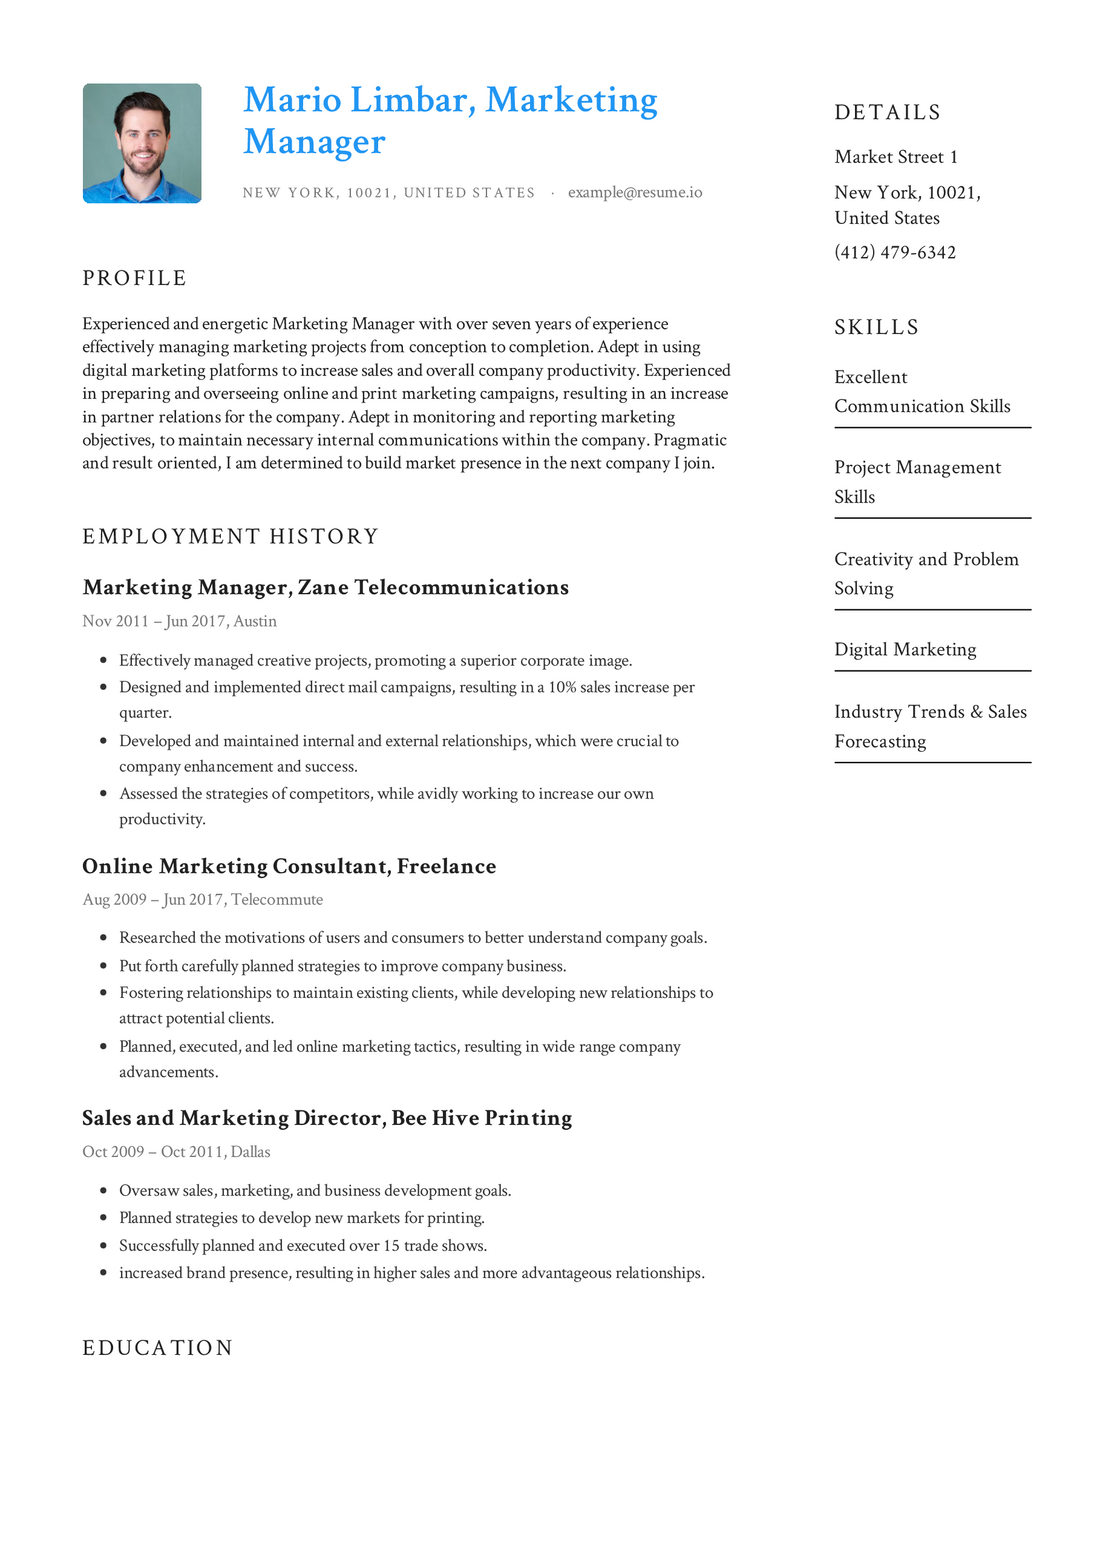 Mario Limbar, Marketing
Manager
NEW YORK, 10021, UNITED STATES · example@resume.io
PROFILE
Experienced and energetic Marketing Manager with over seven years of experience
effectively managing marketing projects from conception to completion. Adept in using
digital marketing platforms to increase sales and overall company productivity. Experienced
in preparing and overseeing online and print marketing campaigns, resulting in an increase
in partner relations for the company. Adept in monitoring and reporting marketing
objectives, to maintain necessary internal communications within the company. Pragmatic
and result oriented, I am determined to build market presence in the next company I join.
EMPLOYMENT HISTORY
Marketing Manager, Zane Telecommunications
Nov 2011 – Jun 2017, Austin
• Effectively managed creative projects, promoting a superior corporate image.
• Designed and implemented direct mail campaigns, resulting in a 10% sales increase per
quarter.
• Developed and maintained internal and external relationships, which were crucial to
company enhancement and success.
• Assessed the strategies of competitors, while avidly working to increase our own
productivity.
Online Marketing Consultant, Freelance
Aug 2009 – Jun 2017, Telecommute
• Researched the motivations of users and consumers to better understand company goals.
• Put forth carefully planned strategies to improve company business.
• Fostering relationships to maintain existing clients, while developing new relationships to
attract potential clients.
• Planned, executed, and led online marketing tactics, resulting in wide range company
advancements.
Sales and Marketing Director, Bee Hive Printing
Oct 2009 – Oct 2011, Dallas
• Oversaw sales, marketing, and business development goals.
• Planned strategies to develop new markets for printing.
• Successfully planned and executed over 15 trade shows.
• increased brand presence, resulting in higher sales and more advantageous relationships.
EDUCATION
DETAILS
Market Street 1
New York, 10021,
United States
(412) 479-6342
SKILLS
Excellent
Communication Skills
Project Management
Skills
Creativity and Problem
Solving
Digital Marketing
Industry Trends & Sales
Forecasting